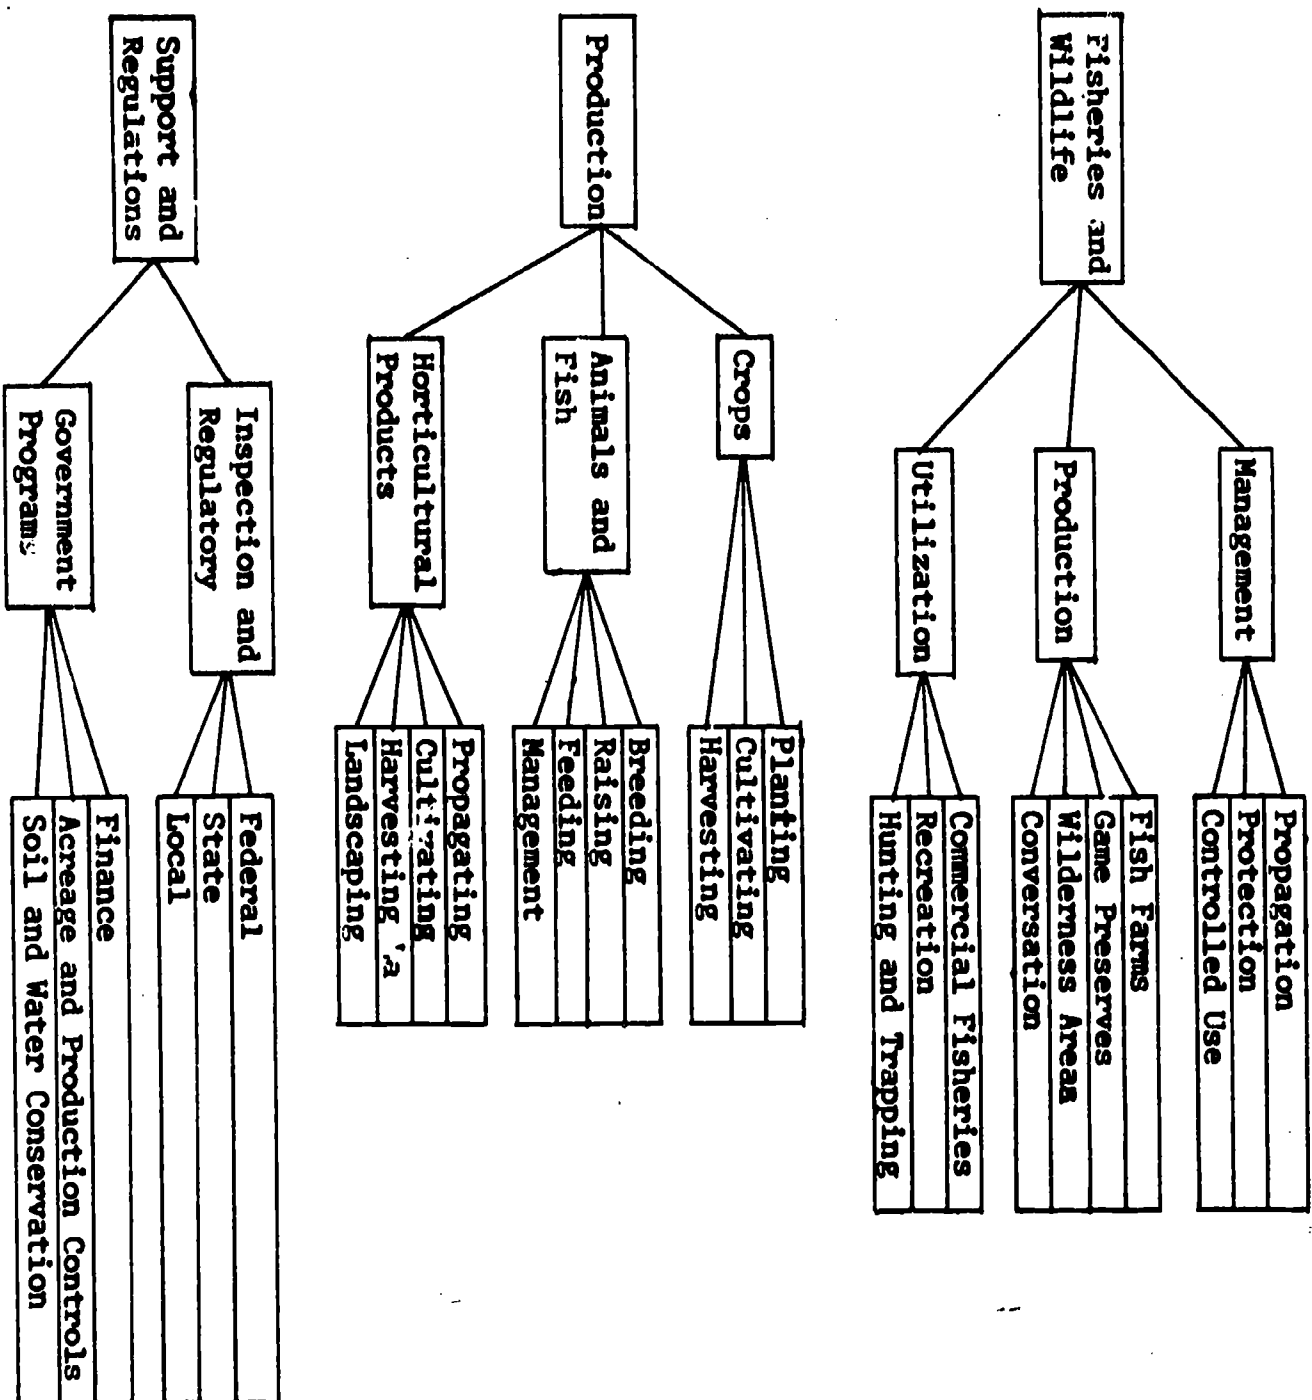 Fisheries and
Wildlife
Management
Propagation
Protection
Controlled Use
Production
Fish Farms
Game Preserves
Wilderness Areas
Conversation
Utilization
Commercial Fisheries
Recreation
Hunting and Trapping
Production
Crops
Planting
Cultivating
Harvesting
Animals and
Fish
Breeding
Raising
Feeding
Management
Horticultural
Products
Propagating
Cultivating
Harvesting
Landscaping
Support and
Regulations
Inspection and
Regulatory
Federal
State
Local
Government
Programs
Finance
Acreage and Production Controls
Soil and Water Conservation